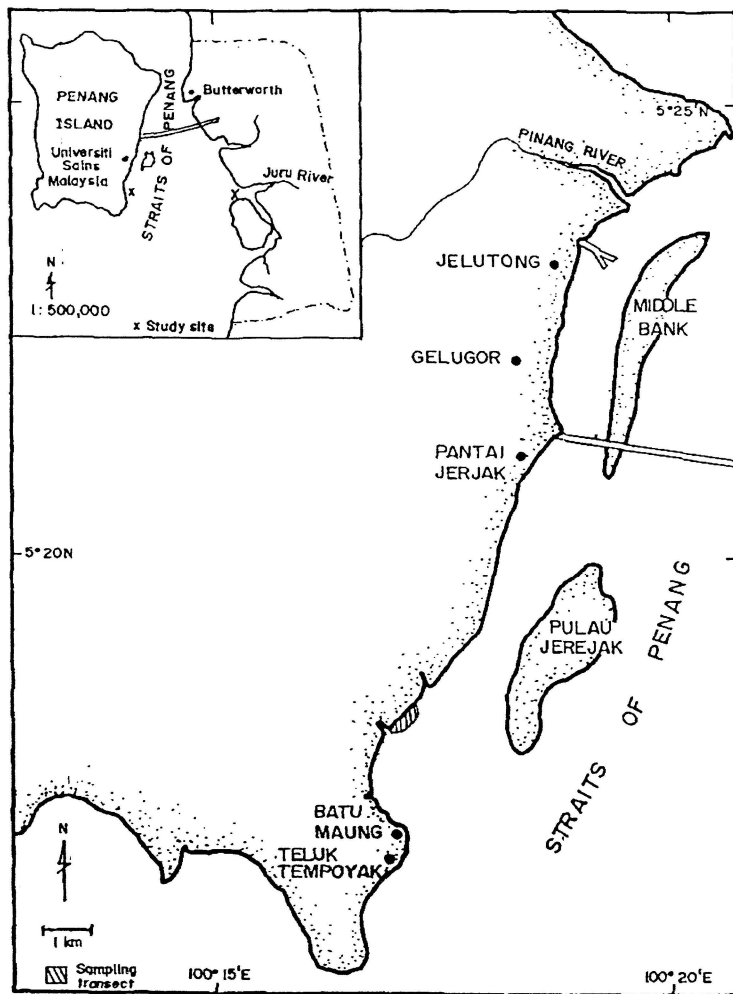 PENANG
ISLAND
Universiti
Sains
Malaysia
STRAITS OF PENANG
Butterworth
Juru River
N
1:500,000
x Study site
x
x
5°25'N
PINANG RIVER
JELUTONG
MIDDLE
BANK
GELUGOR
PANTAI
JERJAK
5°20N
PULAU
JEREJAK
STRAITS OF PENANG
BATU
MAUNG
TELUK
TEMPOYAK
N
1 km
Sampling
transect
100°15'E
100°20'E